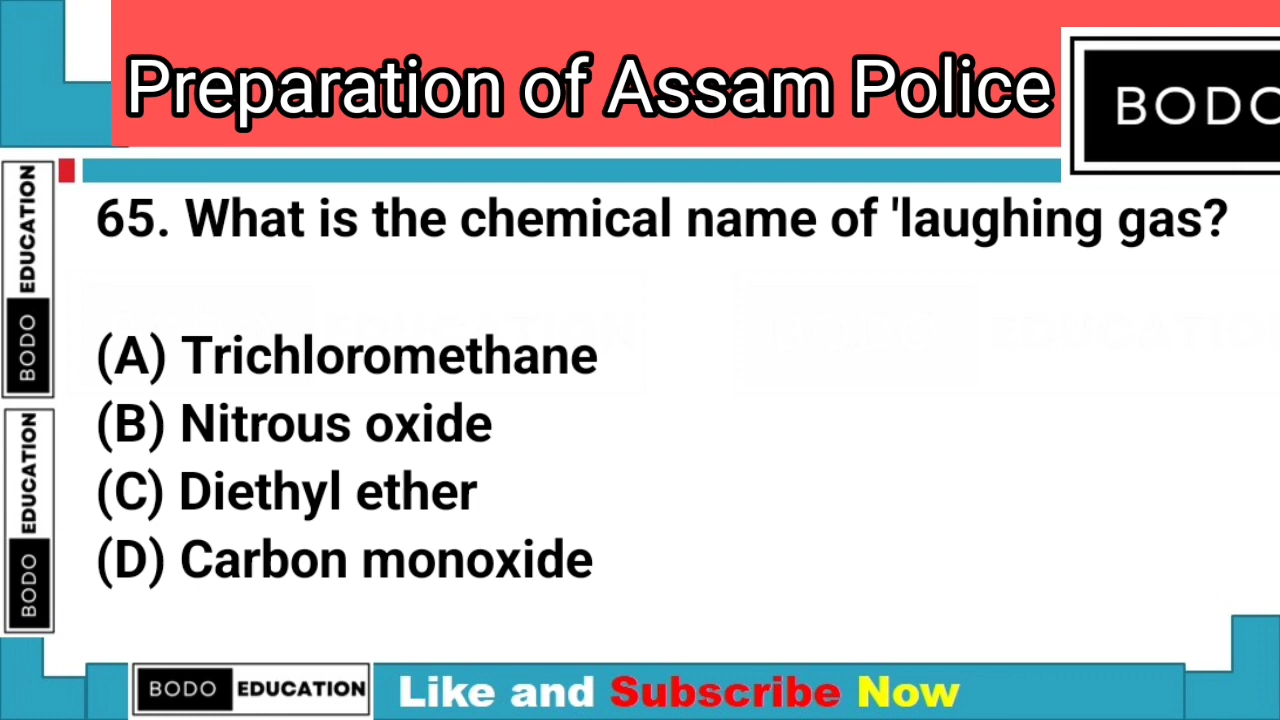 Preparation of Assam Police
BODO
EDUCATION
BODO
EDUCATION
BODO
65. What is the chemical name of 'laughing gas?
(A) Trichloromethane
(B) Nitrous oxide
(C) Diethyl ether
(D) Carbon monoxide
BODO EDUCATION
Like and Subscribe Now